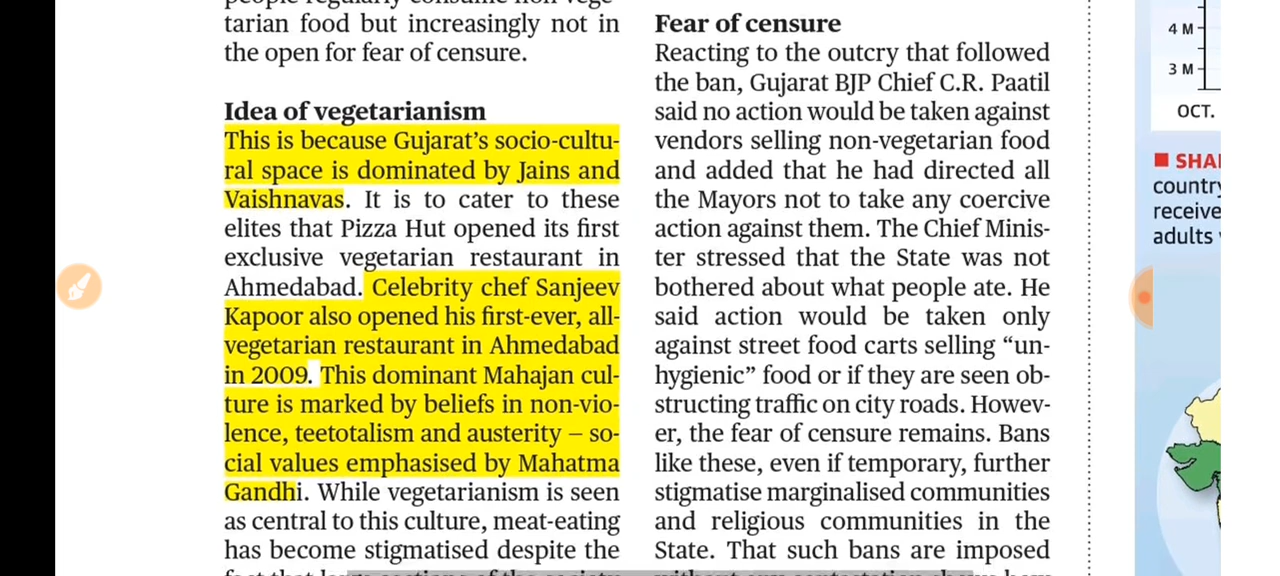 people regularly consume non-vege-
tarian food but increasingly not in
the open for fear of censure.
Idea of vegetarianism
This is because Gujarat’s socio-cultu-
ral space is dominated by Jains and
Vaishnavas. It is to cater to these
elites that Pizza Hut opened its first
exclusive vegetarian restaurant in
Ahmedabad. Celebrity chef Sanjeev
Kapoor also opened his first-ever, all-
vegetarian restaurant in Ahmedabad
in 2009. This dominant Mahajan cul-
ture is marked by beliefs in non-vio-
lence, teetotalism and austerity – so-
cial values emphasised by Mahatma
Gandhi. While vegetarianism is seen
as central to this culture, meat-eating
has become stigmatised despite the
Fear of censure
Reacting to the outcry that followed
the ban, Gujarat BJP Chief C.R. Paatil
said no action would be taken against
vendors selling non-vegetarian food
and added that he had directed all
the Mayors not to take any coercive
action against them. The Chief Minis-
ter stressed that the State was not
bothered about what people ate. He
said action would be taken only
against street food carts selling “un-
hygienic” food or if they are seen ob-
structing traffic on city roads. Howev-
er, the fear of censure remains. Bans
like these, even if temporary, further
stigmatise marginalised communities
and religious communities in the
State. That such bans are imposed
4 M
3 M
OCT.
SHA
country
receive
adults